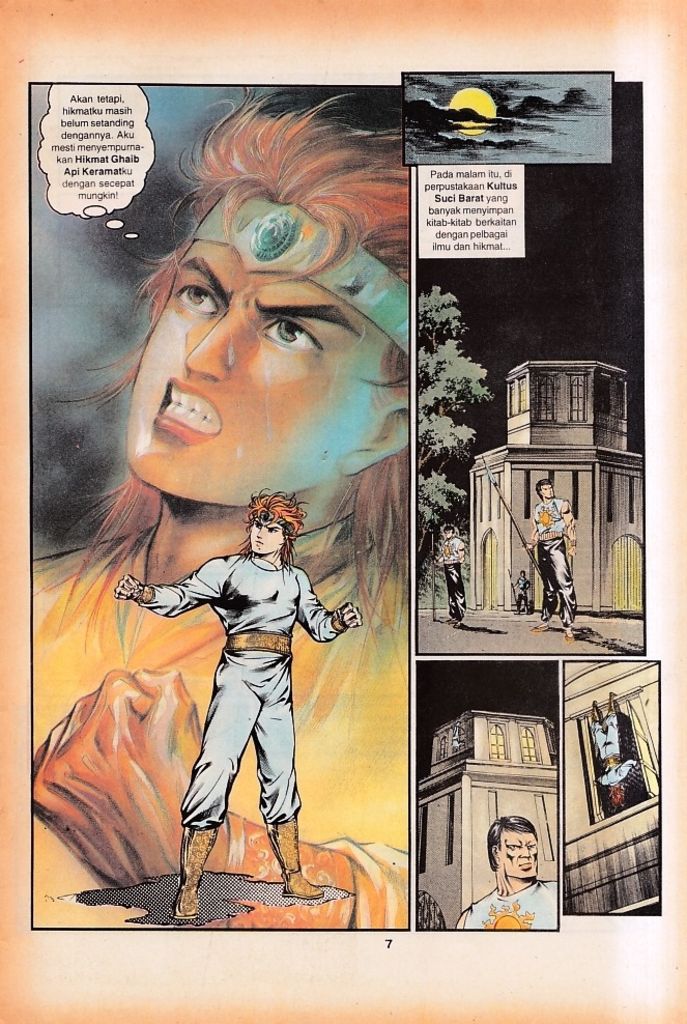 Akan tetapi,
hikmatku masih
belum setanding
dengannya. Aku
mesti menyempurna-
kan Hikmat Ghaib
Api Keramatku
dengan secepat
mungkin!
Pada malam itu, di
perpustakaan Kultus
Suci Barat yang
banyak menyimpan
kitab-kitab berkaitan
dengan pelbagai
ilmu dan hikmat...
7